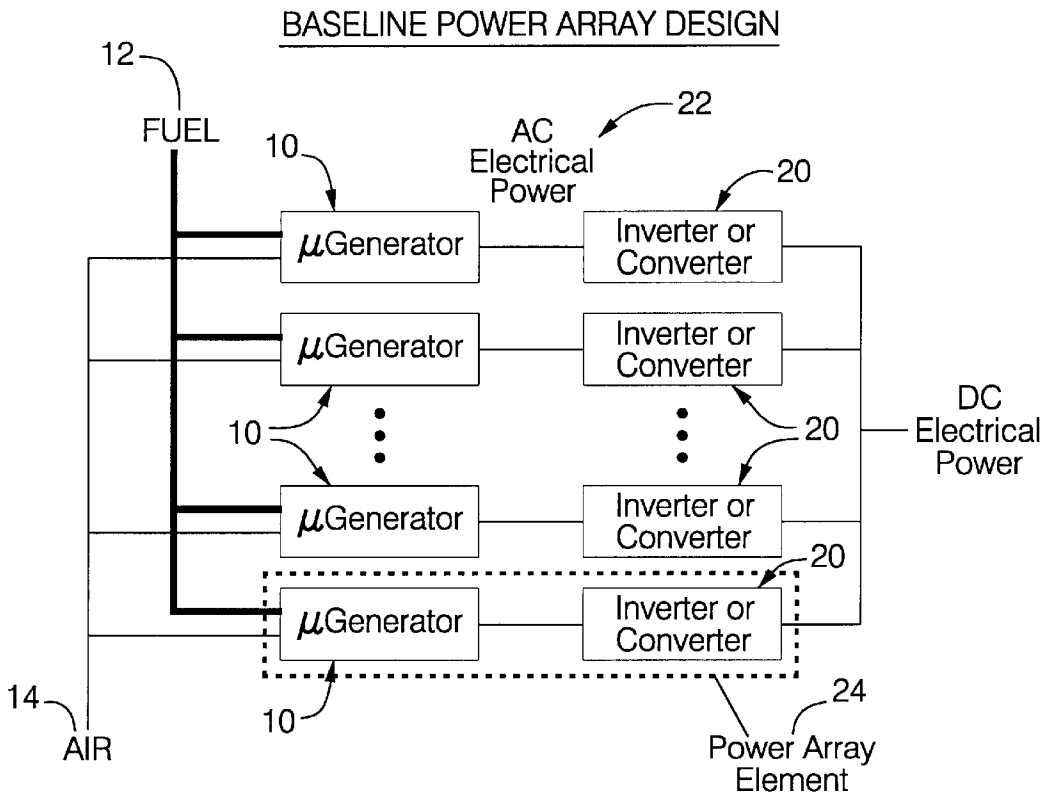 BASELINE POWER ARRAY DESIGN
12
FUEL
22
AC
Electrical
Power
10
20
μGenerator
Inverter or
Converter
μGenerator
Inverter or
Converter
10
20
DC
Electrical
Power
μGenerator
Inverter or
Converter
20
μGenerator
Inverter or
Converter
14
AIR
10
24
Power Array
Element